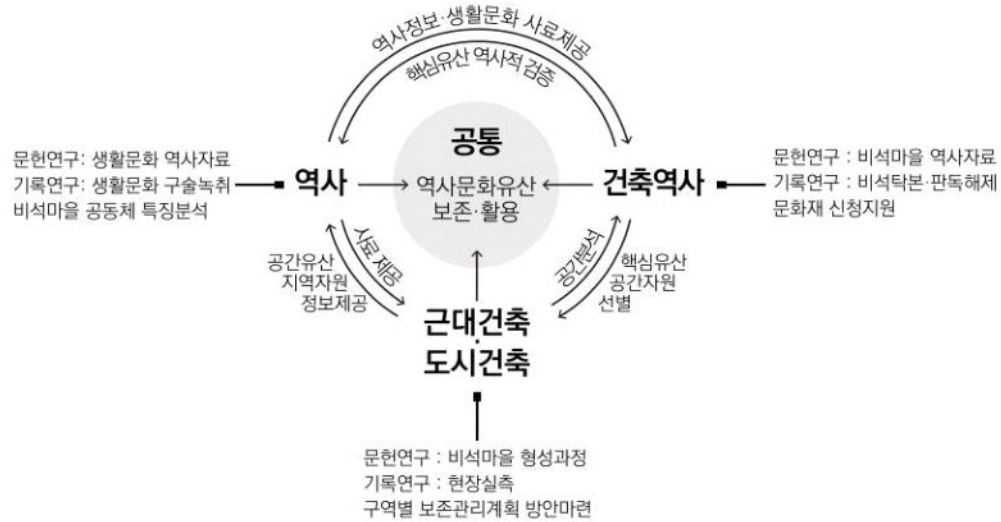 역사정보·생활문화 사료제공
핵심유산 역사적 검증
공통
역사문화유산
보존·활용
문헌연구: 생활문화 역사자료
기록연구: 생활문화 구술녹취
비석마을 공동체 특징분석
역사
건축역사
문헌연구 : 비석마을 역사자료
기록연구 : 비석탁본·판독해제
문화재 신청지원
공간유산
지역자원
정보제공
사료 제공
공간분석
핵심유산
공간자원
선별
근대건축
·
도시건축
문헌연구 : 비석마을 형성과정
기록연구 : 현장실측
구역별 보존관리계획 방안마련